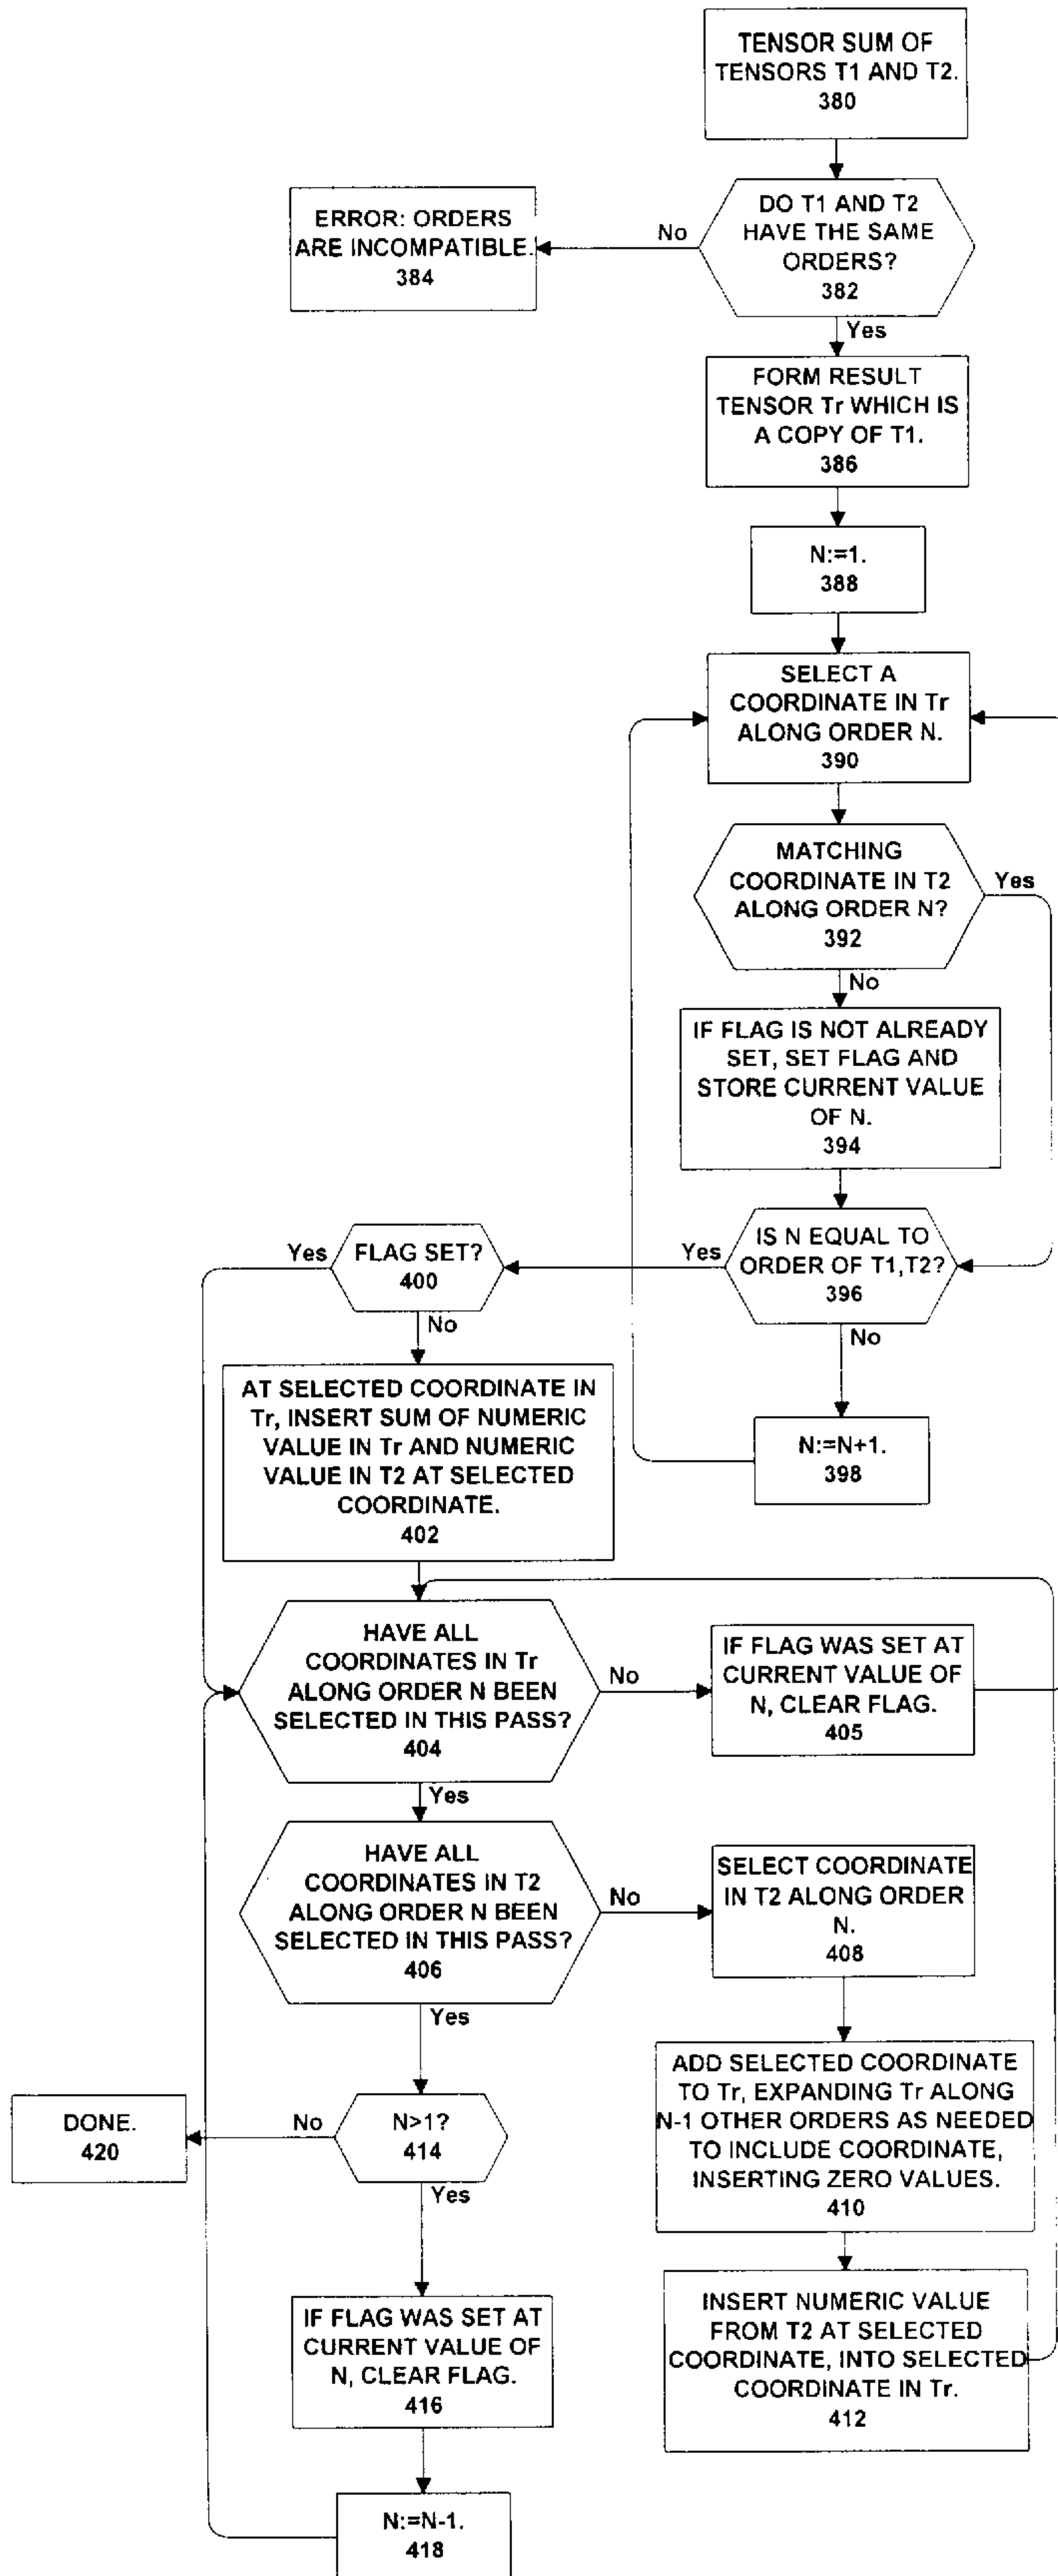 TENSOR SUM OF
TENSORS T1 AND T2.
380
DO T1 AND T2
HAVE THE SAME
ORDERS?
382
No
ERROR: ORDERS
ARE INCOMPATIBLE.
384
Yes
FORM RESULT
TENSOR Tr WHICH IS
A COPY OF T1.
386
N:=1.
388
SELECT A
COORDINATE IN Tr
ALONG ORDER N.
390
MATCHING
COORDINATE IN T2
ALONG ORDER N?
392
Yes
No
IF FLAG IS NOT ALREADY
SET, SET FLAG AND
STORE CURRENT VALUE
OF N.
394
IS N EQUAL TO
ORDER OF T1,T2?
396
Yes
No
N:=N+1.
398
FLAG SET?
400
Yes
No
AT SELECTED COORDINATE IN
Tr, INSERT SUM OF NUMERIC
VALUE IN Tr AND NUMERIC
VALUE IN T2 AT SELECTED
COORDINATE.
402
HAVE ALL
COORDINATES IN Tr
ALONG ORDER N BEEN
SELECTED IN THIS PASS?
404
No
IF FLAG WAS SET AT
CURRENT VALUE OF
N, CLEAR FLAG.
405
Yes
HAVE ALL
COORDINATES IN T2
ALONG ORDER N BEEN
SELECTED IN THIS PASS?
406
No
SELECT COORDINATE
IN T2 ALONG ORDER
N.
408
Yes
ADD SELECTED COORDINATE
TO Tr, EXPANDING Tr ALONG
N-1 OTHER ORDERS AS NEEDED
TO INCLUDE COORDINATE,
INSERTING ZERO VALUES.
410
N>1?
414
No
DONE.
420
Yes
INSERT NUMERIC VALUE
FROM T2 AT SELECTED
COORDINATE, INTO SELECTED
COORDINATE IN Tr.
412
IF FLAG WAS SET AT
CURRENT VALUE OF
N, CLEAR FLAG.
416
N:=N-1.
418